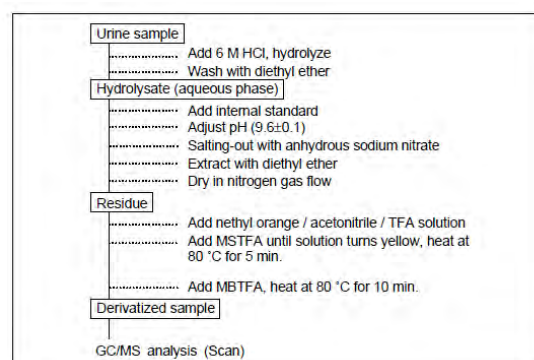 Urine sample
Add 6 M HCl, hydrolyze
Wash with diethyl ether
Hydrolysate (aqueous phase)
Add internal standard
Adjust pH (9.6±0.1)
Salting-out with anhydrous sodium nitrate
Extract with diethyl ether
Dry in nitrogen gas flow
Residue
Add nethyl orange / acetonitrile / TFA solution
Add MSTFA until solution turns yellow, heat at
80 °C for 5 min.
Add MBTFA, heat at 80 °C for 10 min.
Derivatized sample
GC/MS analysis (Scan)